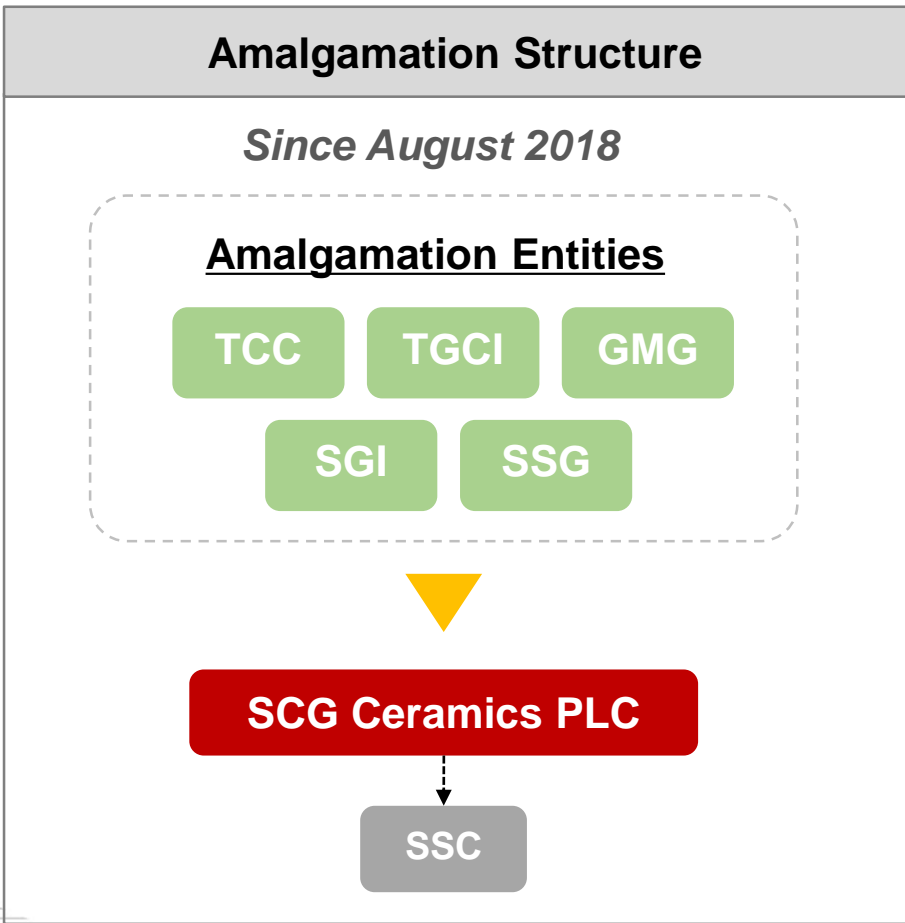 Amalgamation Structure
Since August 2018
Amalgamation Entities
TCC TGCI GMG
SGI SSG
SCG Ceramics PLC
SSC